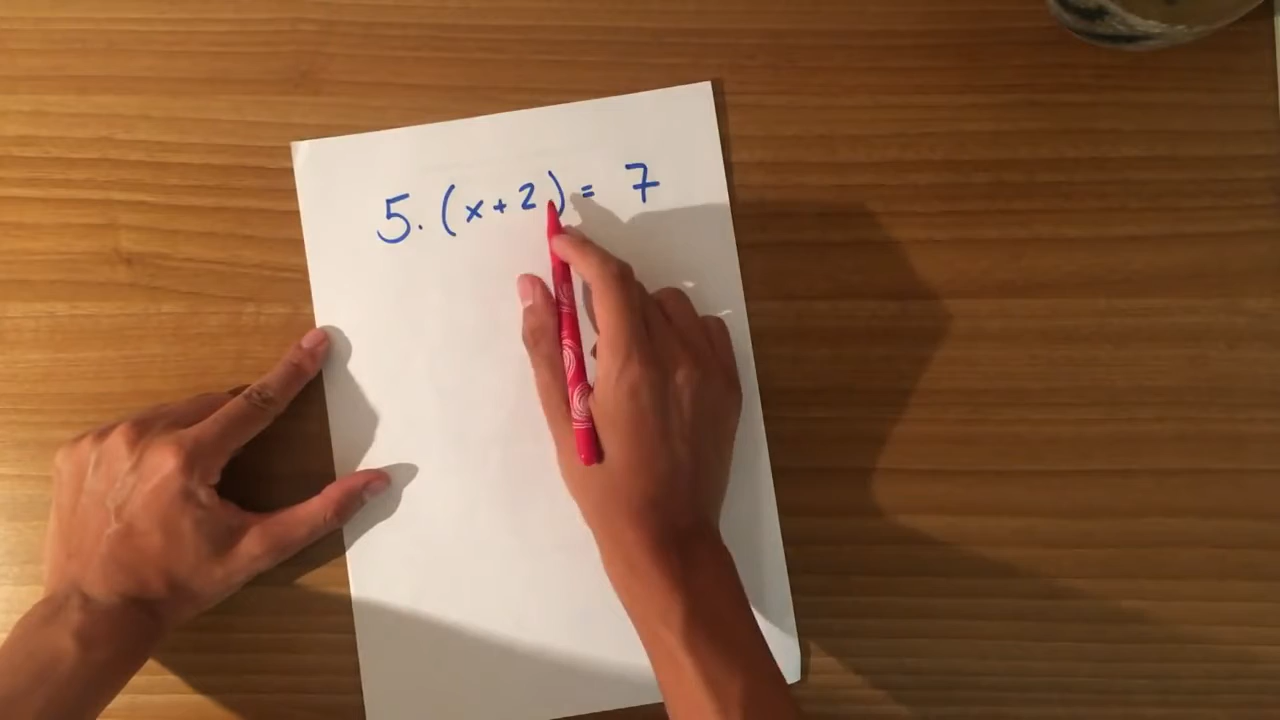 5. (x+2) = 7